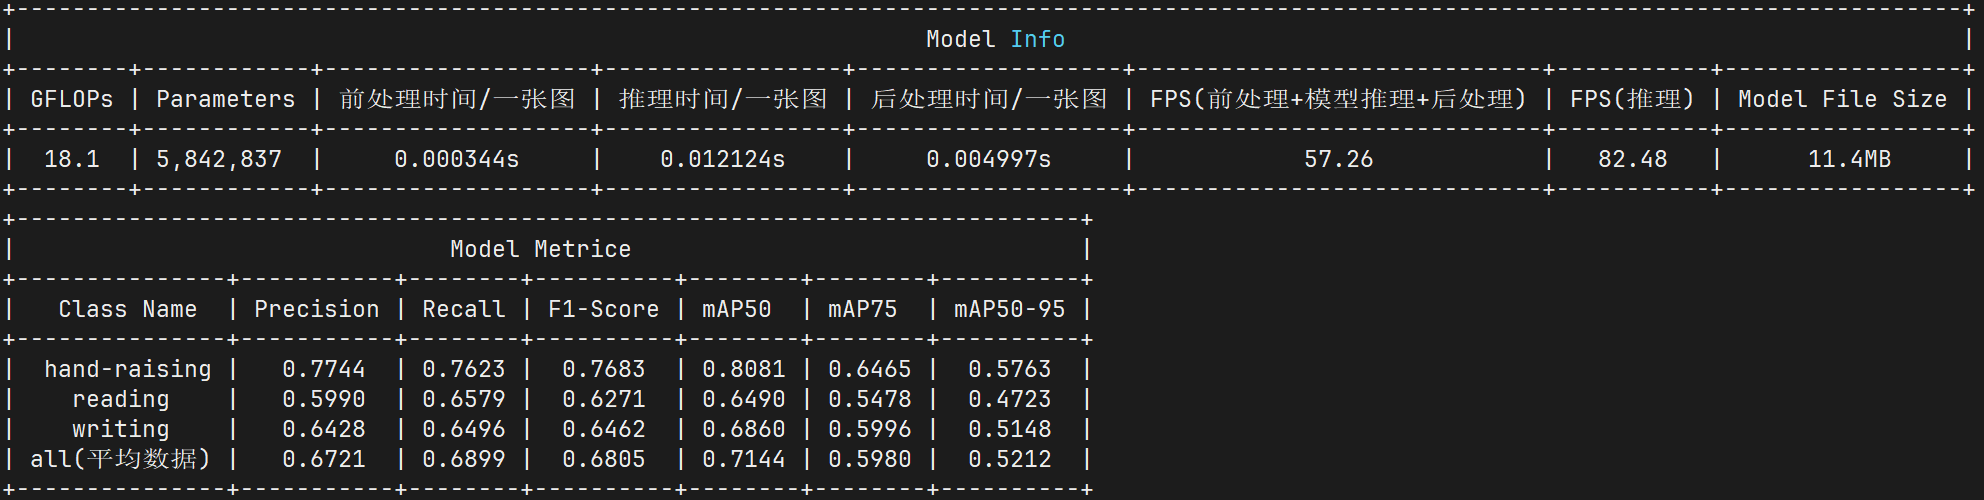 Model Info
GFLOPs | Parameters | 前处理时间/一张图 | 推理时间/一张图 | 后处理时间/一张图 | FPS(前处理+模型推理+后处理) | FPS(推理) | Model File Size
18.1 | 5,842,837 | 0.000344s | 0.012124s | 0.004997s | 57.26 | 82.48 | 11.4MB
Model Metrice
Class Name | Precision | Recall | F1-Score | mAP50 | mAP75 | mAP50-95
hand-raising | 0.7744 | 0.7623 | 0.7683 | 0.8081 | 0.6465 | 0.5763
reading | 0.5990 | 0.6579 | 0.6271 | 0.6490 | 0.5478 | 0.4723
writing | 0.6428 | 0.6496 | 0.6462 | 0.6860 | 0.5996 | 0.5148
all(平均数据) | 0.6721 | 0.6899 | 0.6805 | 0.7144 | 0.5980 | 0.5212